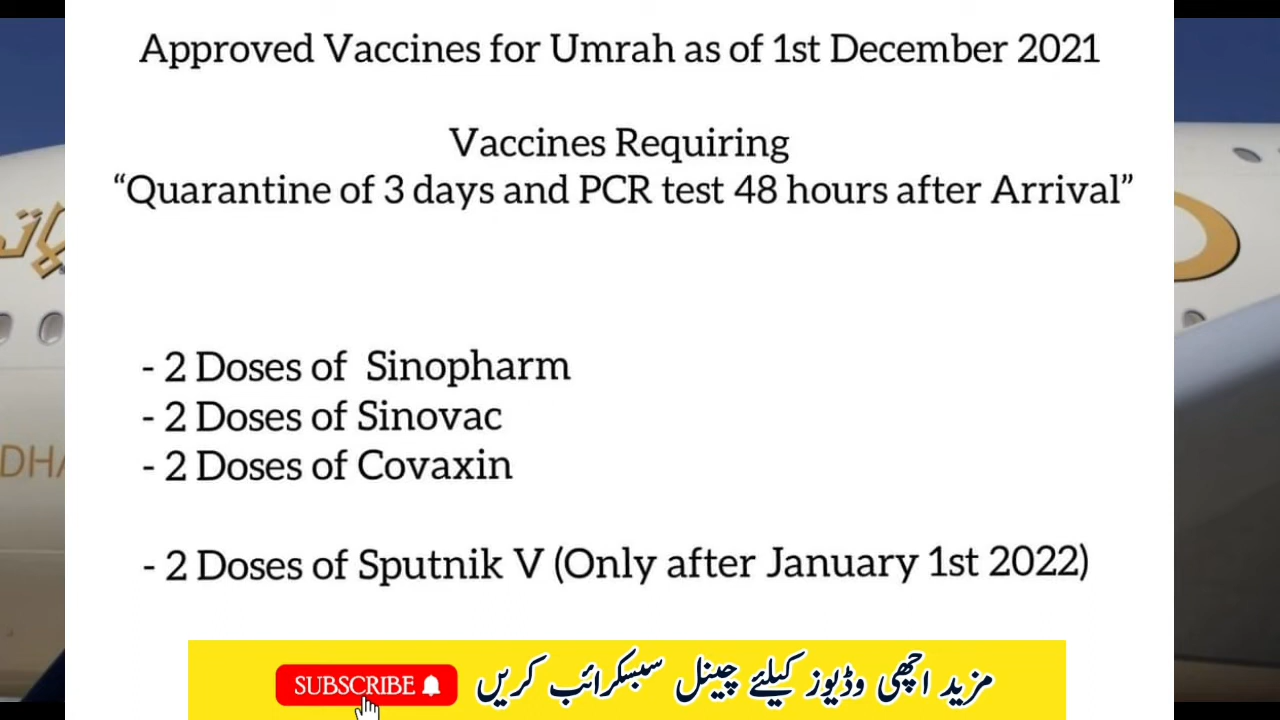 Approved Vaccines for Umrah as of 1st December 2021
Vaccines Requiring
“Quarantine of 3 days and PCR test 48 hours after Arrival”
- 2 Doses of Sinopharm
- 2 Doses of Sinovac
- 2 Doses of Covaxin
- 2 Doses of Sputnik V (Only after January 1st 2022)
SUBSCRIBE
مزید اچھی وڈیوز کیلئے چینل سبسکرائب کریں